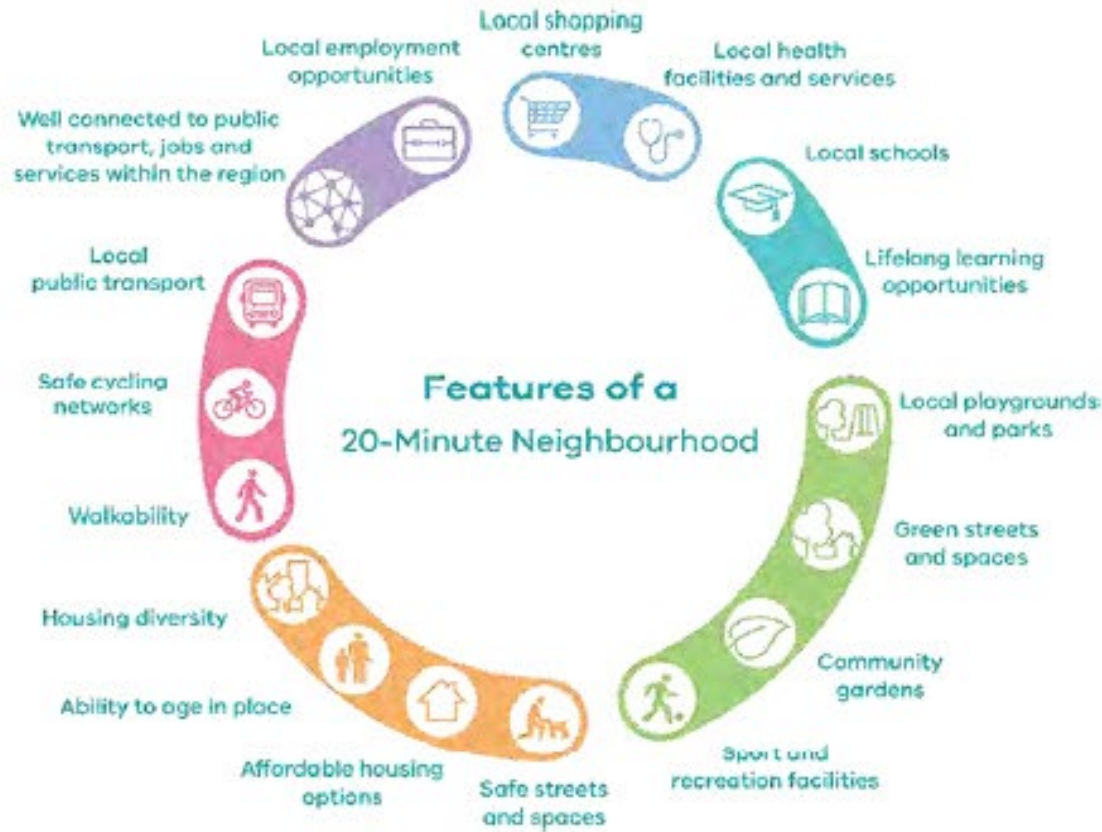 Local shopping
centres
Local health
facilities and services
Local schools
Lifelong learning
opportunities
Local playgrounds
and parks
Green streets
and spaces
Community
gardens
Sport and
recreation facilities
Safe streets
and spaces
Affordable housing
options
Ability to age in place
Housing diversity
Walkability
Safe cycling
networks
Local
public transport
Well connected to public
transport, jobs and
services within the region
Local employment
opportunities
Features of a
20-Minute Neighbourhood